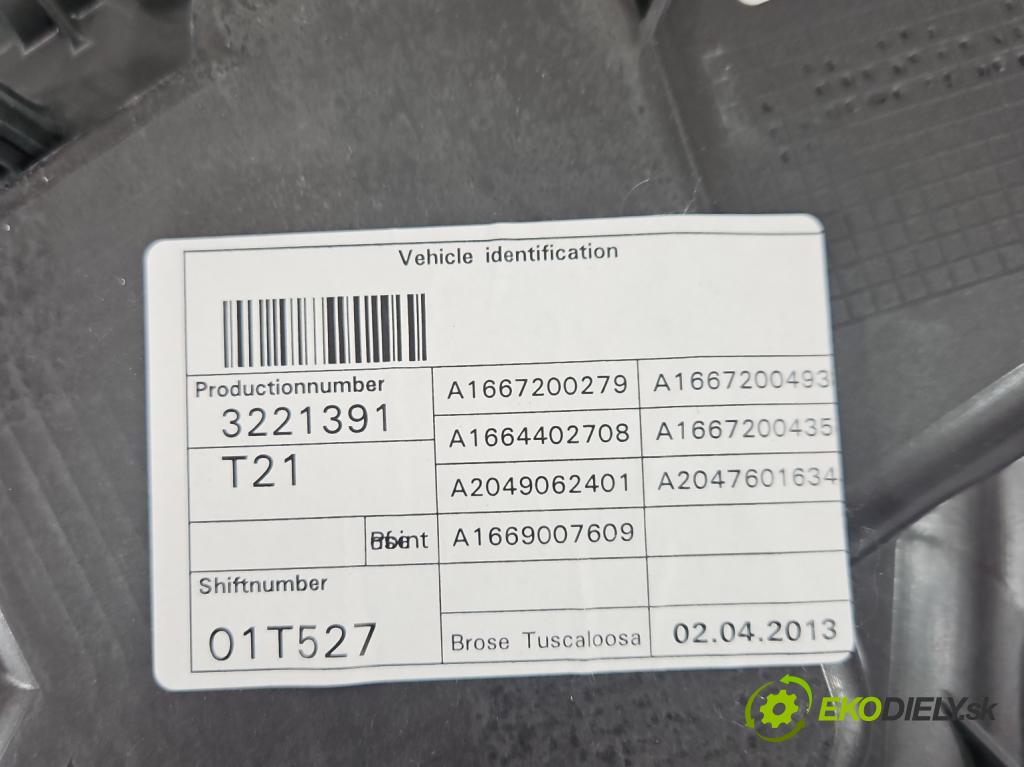 Vehicle identification
Productionnumber
3221391
T21
A1667200279 A1667200493
A1664402708 A1667200435
A2049062401 A2047601634
A1669007609
Shiftnumber
01T527
Brose Tuscaloosa 02.04.2013
EKODIELY.sk